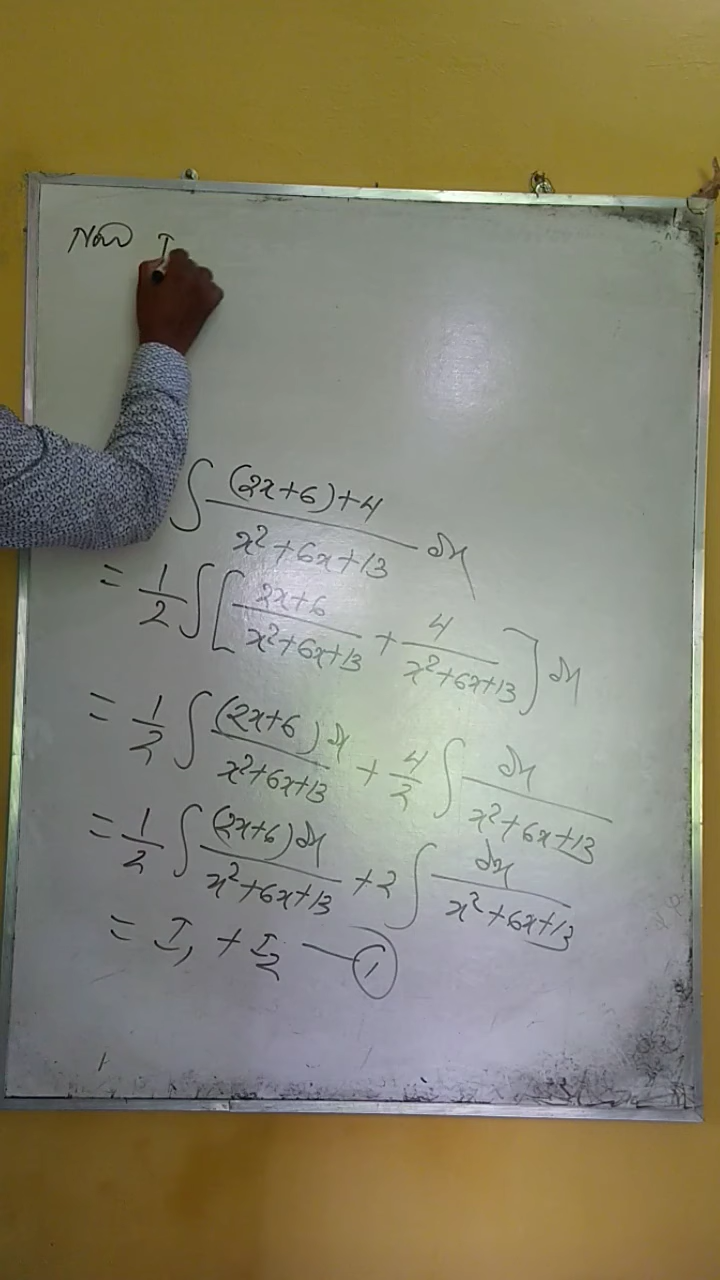 Now I
∫ (2x+6)+4 / x²+6x+13 dx
= 1/2 ∫ [ 2x+6 / x²+6x+13 + 4 / x²+6x+13 ] dx
= 1/2 ∫ (2x+6) dx / x²+6x+13 + 4/2 ∫ dx / x²+6x+13
= 1/2 ∫ (2x+6) dx / x²+6x+13 + 2 ∫ dx / x²+6x+13
= I₁ + I₂ — ①